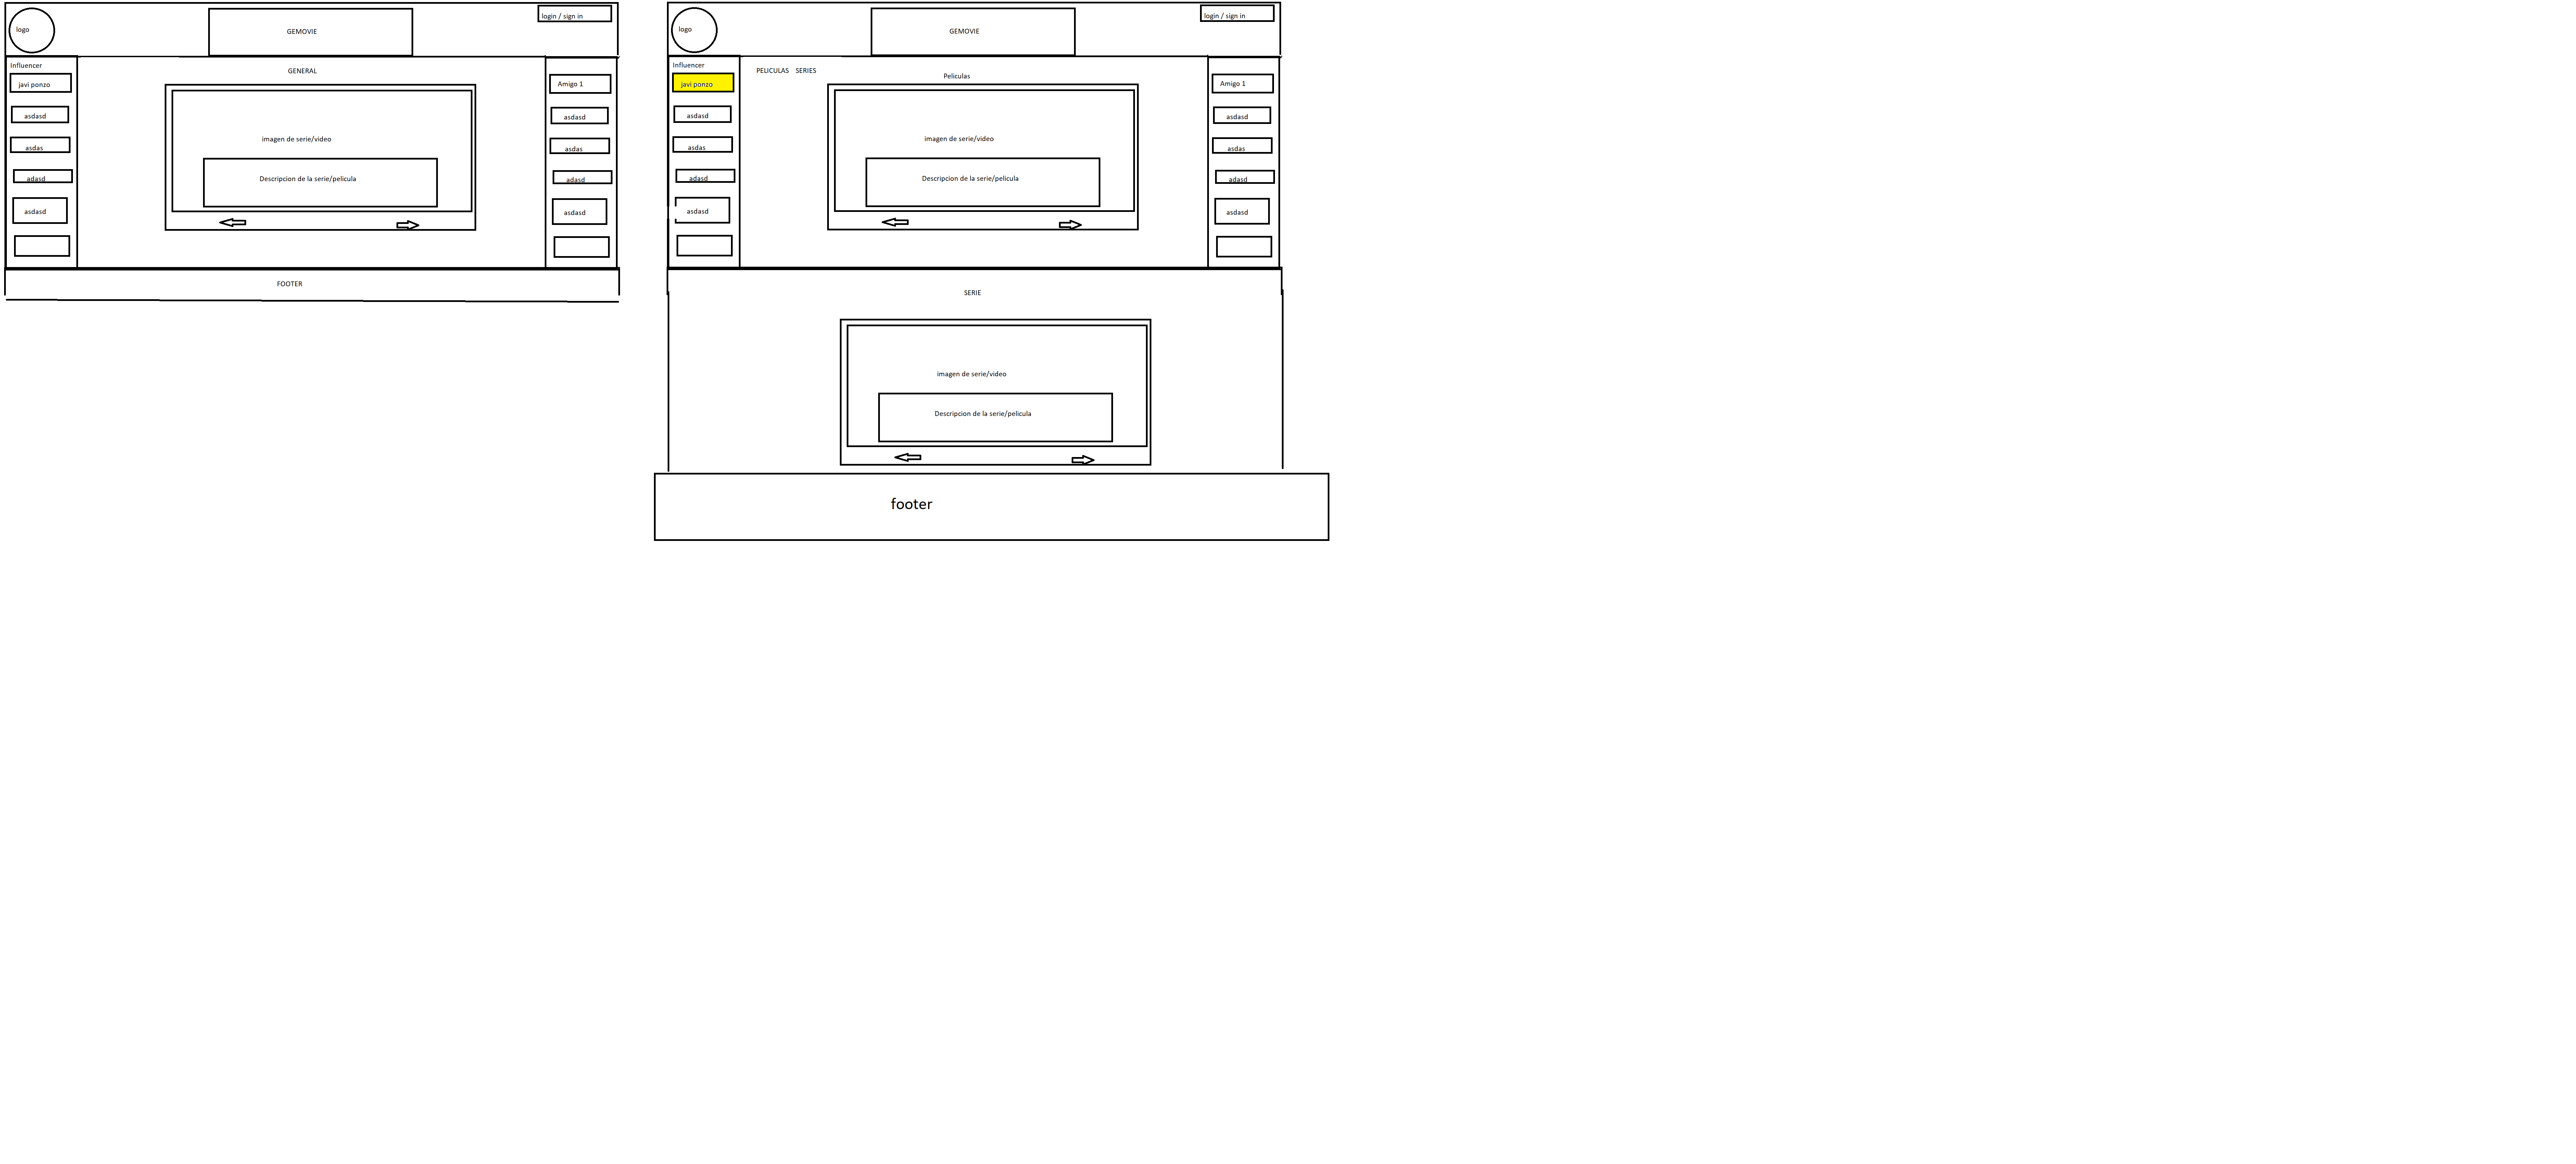 logo
GEMOVIE
login / sign in
Influencer
javi ponzo
asdasd
asdas
adasd
asdasd
GENERAL
imagen de serie/video
Descripcion de la serie/pelicula
Amigo 1
asdasd
asdas
adasd
asdasd
FOOTER
logo
GEMOVIE
login / sign in
Influencer
javi ponzo
asdasd
asdas
adasd
asdasd
PELICULAS SERIES
Peliculas
imagen de serie/video
Descripcion de la serie/pelicula
Amigo 1
asdasd
asdas
adasd
asdasd
SERIE
imagen de serie/video
Descripcion de la serie/pelicula
footer